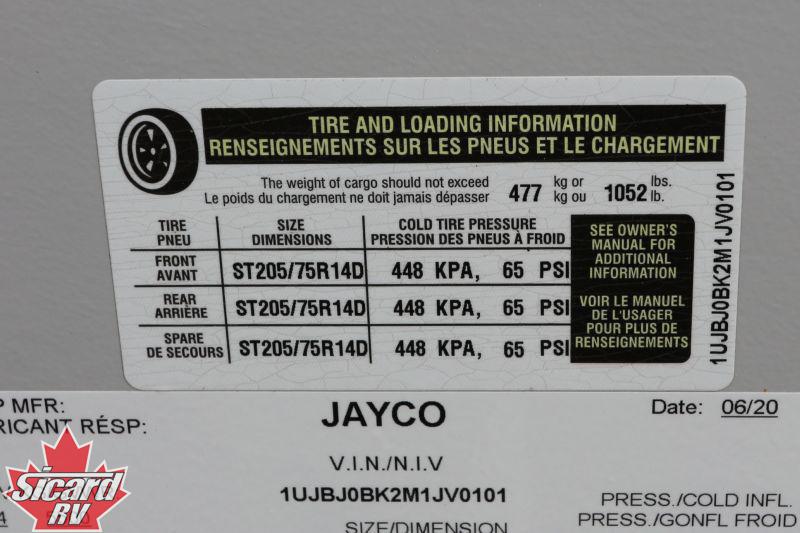 TIRE AND LOADING INFORMATION
RENSEIGNEMENTS SUR LES PNEUS ET LE CHARGEMENT
The weight of cargo should not exceed 477 kg or 1052 lbs.
Le poids du chargement ne doit jamais dépasser kg ou lb.
TIRE SIZE COLD TIRE PRESSURE
PNEU DIMENSIONS PRESSION DES PNEUS À FROID
FRONT
AVANT ST205/75R14D 448 KPA, 65 PSI
REAR
ARRIÈRE ST205/75R14D 448 KPA, 65 PSI
SPARE
DE SECOURS ST205/75R14D 448 KPA, 65 PSI
SEE OWNER'S
MANUAL FOR
ADDITIONAL
INFORMATION
VOIR LE MANUEL
DE L'USAGER
POUR PLUS DE
RENSEIGNEMENTS
1UJBJ0BK2M1JV0101
MFR: JAYCO Date: 06/20
RICANT RÉSP:
V.I.N./N.I.V
1UJBJ0BK2M1JV0101
PRESS./COLD INFL.
SIZE/DIMENSION PRESS./GONFL FROID
Sicard
RV